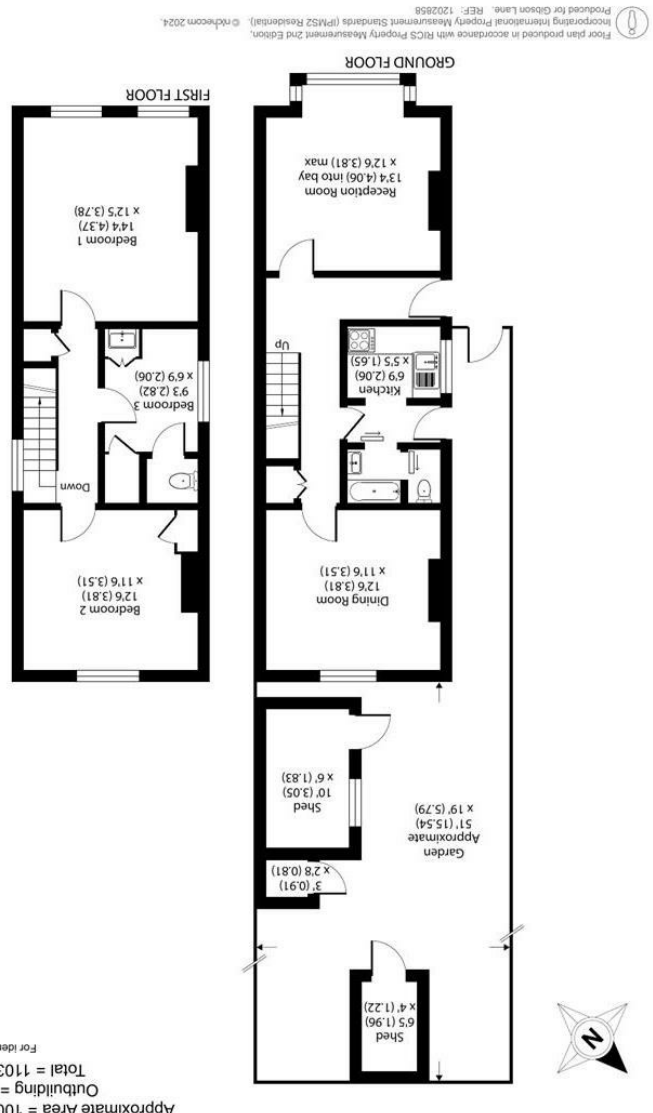 Approximate Area = 100
Outbuilding =
Total = 1103
For iden
N
Shed
6'5 (1.96)
x 4' (1.22)
Garden
Approximate
51' (15.54)
x 19' (5.79)
3' (0.91)
x 2'8 (0.81)
Shed
10' (3.05)
x 6' (1.83)
Dining Room
12'6 (3.81)
x 11'6 (3.51)
Kitchen
6'9 (2.06)
x 5'5 (1.65)
Up
Reception Room
13'4 (4.06) into bay
x 12'6 (3.81) max
GROUND FLOOR
Bedroom 2
12'6 (3.81)
x 11'6 (3.51)
Down
Bedroom 3
9'3 (2.82)
x 6'9 (2.06)
Bedroom 1
14'4 (4.37)
x 12'5 (3.78)
FIRST FLOOR
Floor plan produced in accordance with RICS Property Measurement 2nd Edition,
Incorporating International Property Measurement Standards (IPMS2 Residential). © nichecom 2024.
Produced for Gibson Lane. REF: 1202858